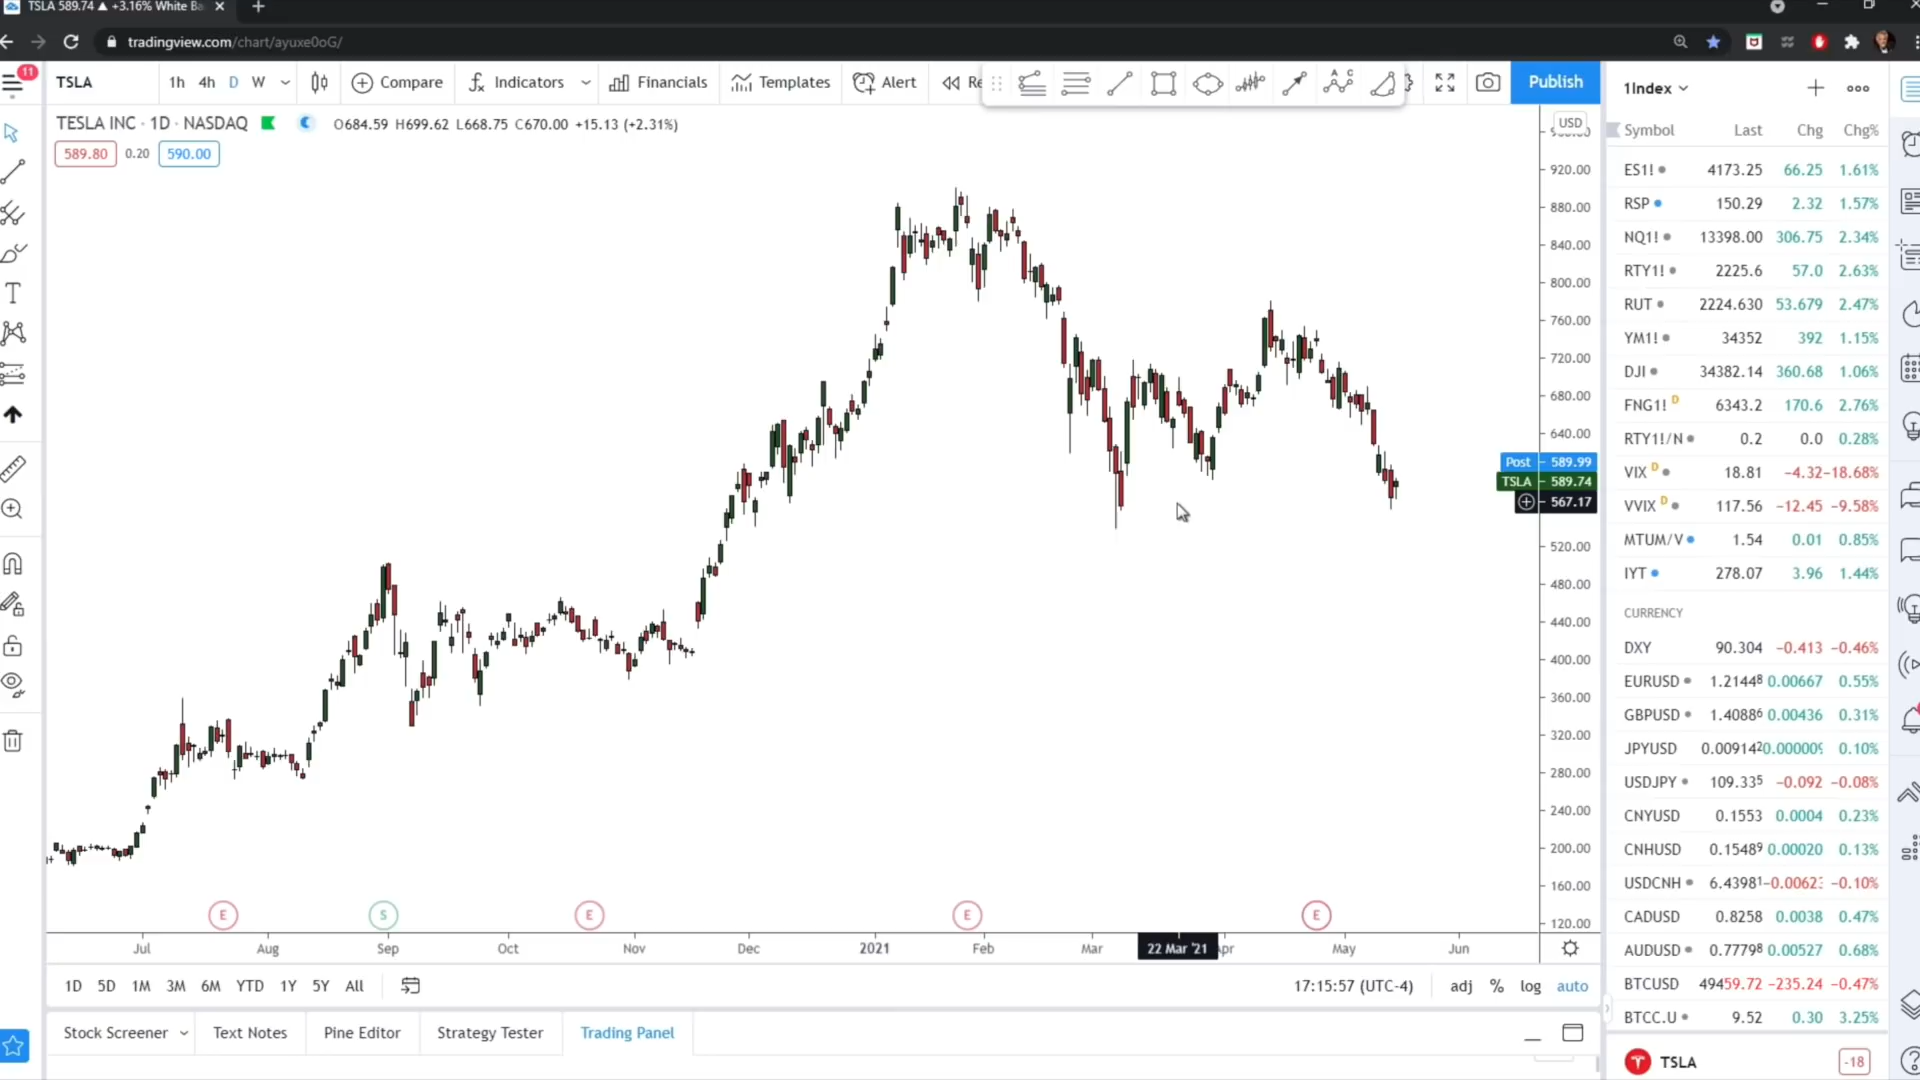 TSLA 589.74 ▲ +3.16% White Ba
tradingview.com/chart/ayuxe0oG/
11
TSLA 1h 4h D W Compare Indicators Financials Templates Alert Re Publish
TESLA INC · 1D · NASDAQ O684.59 H699.62 L668.75 C670.00 +15.13 (+2.31%)
589.80 0.20 590.00
USD
920.00
880.00
840.00
800.00
760.00
720.00
680.00
640.00
Post 589.99
TSLA 589.74
567.17
520.00
480.00
440.00
400.00
360.00
320.00
280.00
240.00
200.00
160.00
120.00
E S E E E
Jul Aug Sep Oct Nov Dec 2021 Feb Mar 22 Mar '21 Apr May Jun
1D 5D 1M 3M 6M YTD 1Y 5Y All 17:15:57 (UTC-4) adj % log auto
Stock Screener Text Notes Pine Editor Strategy Tester Trading Panel
1Index
Symbol Last Chg Chg%
ES1! 4173.25 66.25 1.61%
RSP 150.29 2.32 1.57%
NQ1! 13398.00 306.75 2.34%
RTY1! 2225.6 57.0 2.63%
RUT 2224.630 53.679 2.47%
YM1! 34352 392 1.15%
DJI 34382.14 360.68 1.06%
FNG1! D 6343.2 170.6 2.76%
RTY1!/N 0.2 0.0 0.28%
VIX D 18.81 −4.32 −18.68%
VVIX D 117.56 −12.45 −9.58%
MTUM/V 1.54 0.01 0.85%
IYT 278.07 3.96 1.44%
CURRENCY
DXY 90.304 −0.413 −0.46%
EURUSD 1.21448 0.00667 0.55%
GBPUSD 1.40886 0.00436 0.31%
JPYUSD 0.009142 0.000009 0.10%
USDJPY 109.335 −0.092 −0.08%
CNYUSD 0.1553 0.0004 0.23%
CNHUSD 0.15489 0.00020 0.13%
USDCNH 6.43981 −0.0062 −0.10%
CADUSD 0.8258 0.0038 0.47%
AUDUSD 0.77798 0.00527 0.68%
BTCUSD 49459.72 −235.24 −0.47%
BTCC.U 9.52 0.30 3.25%
TSLA -18